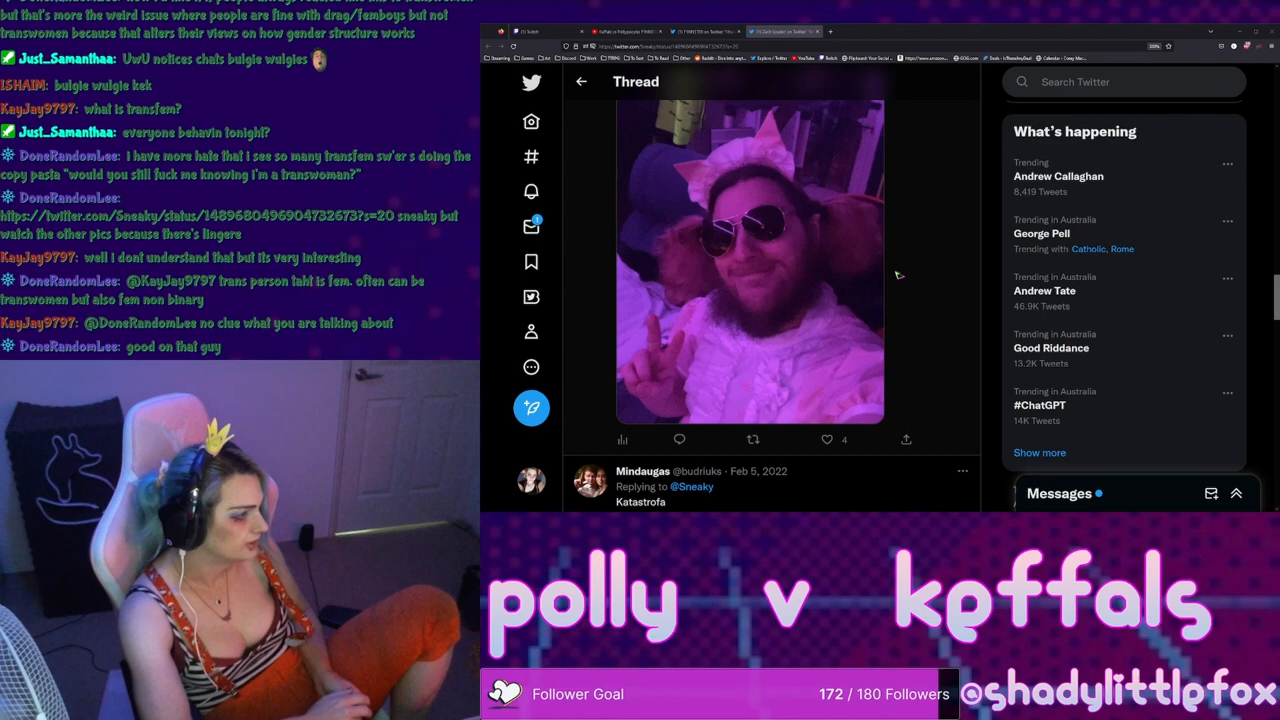 but that's more the weird issue where people are fine with drag/femboys but not
transwomen because that alters their views on how gender structure works
Just_Samanthaa: UwU notices chats bulgie wulgies
ISHAIM: bulgie wulgie kek
KayJay9797: what is transfem?
Just_Samanthaa: everyone behavin tonight?
DoneRandomLee: i have more hate that i see so many transfem sw'er s doing the
copy pasta "would you still fuck me knowing i'm a transwoman?"
DoneRandomLee:
https://twitter.com/Sneaky/status/1489680496904732673?s=20 sneaky but
watch the other pics because there's lingere
KayJay9797: well i dont understand that but its very interesting
DoneRandomLee: @KayJay9797 trans person taht is fem. often can be
transwomen but also fem non binary
KayJay9797: @DoneRandomLee no clue what you are talking about
DoneRandomLee: good on that guy
Thread
Search Twitter
What's happening
Trending
Andrew Callaghan
8,419 Tweets
Trending in Australia
George Pell
Trending with Catholic, Rome
Trending in Australia
Andrew Tate
46.9K Tweets
Trending in Australia
Good Riddance
13.2K Tweets
Trending in Australia
#ChatGPT
14K Tweets
Show more
Messages
1
4
Mindaugas @budriuks · Feb 5, 2022
Replying to @Sneaky
Katastrofa
polly v keffals
Follower Goal 172 / 180 Followers
@shadylittlefox